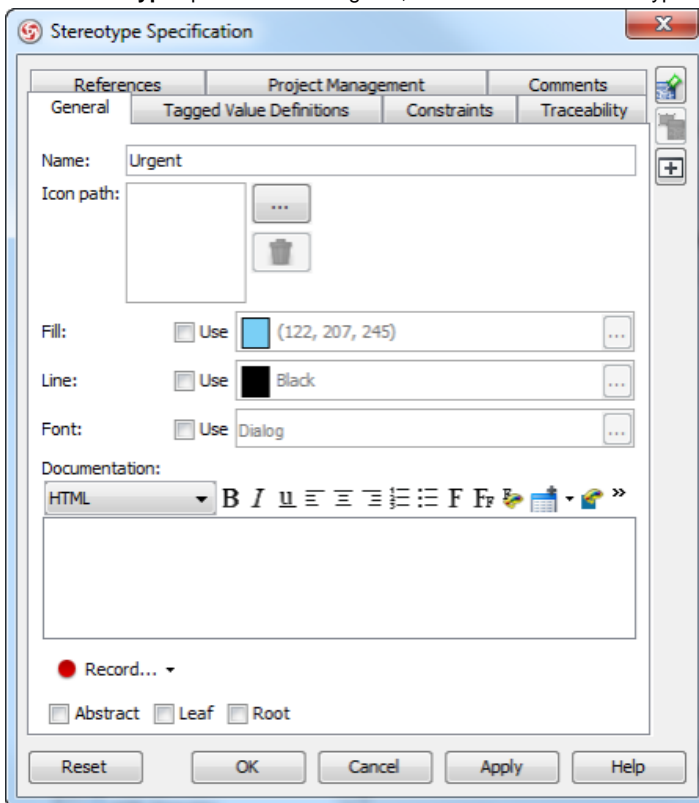 Stereotype Specification
References Project Management Comments
General Tagged Value Definitions Constraints Traceability
Name: Urgent
Icon path:
...
Fill: Use (122, 207, 245) ...
Line: Use Black ...
Font: Use Dialog ...
Documentation:
HTML B I u F FF »
Record...
Abstract Leaf Root
Reset OK Cancel Apply Help